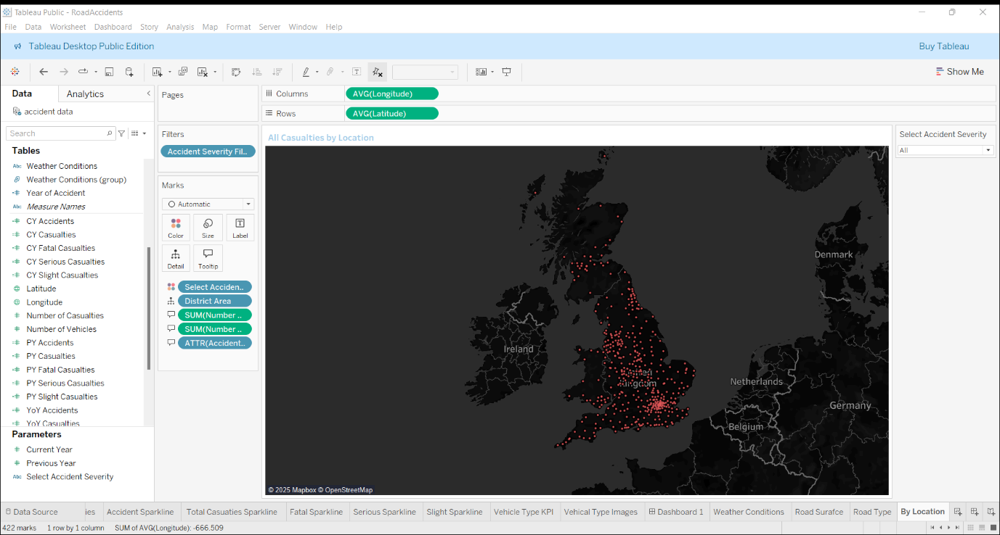 Tableau Public - RoadAccidents
File Data Worksheet Dashboard Story Analysis Map Format Server Window Help
Tableau Desktop Public Edition
Buy Tableau
Show Me
Data
Analytics
accident data
Search
Tables
Abc Weather Conditions
Weather Conditions (group)
# Year of Accident
Abc Measure Names
# CY Accidents
# CY Casualties
# CY Fatal Casualties
# CY Serious Casualties
# CY Slight Casualties
Latitude
Longitude
# Number of Casualties
# Number of Vehicles
# PY Accidents
# PY Casualties
# PY Fatal Casualties
# PY Serious Casualties
# PY Slight Casualties
# YoY Accidents
# YoY Casualties
Parameters
# Current Year
# Previous Year
Abc Select Accident Severity
Pages
Filters
Accident Severity Fil..
Marks
Automatic
Color Size Label
Detail Tooltip
Select Acciden..
District Area
SUM(Number ..
SUM(Number ..
ATTR(Accident..
Columns AVG(Longitude)
Rows AVG(Latitude)
All Casualties by Location
Denmark
Ireland
United
Kingdom
Netherlands
Germany
Belgium
© 2025 Mapbox © OpenStreetMap
Select Accident Severity
All
Data Source ies Accident Sparkline Total Casuaties Sparkline Fatal Sparkline Serious Sparkline Slight Sparkline Vehicle Type KPI Vehical Type Images Dashboard 1 Weather Conditions Road Surafce Road Type By Location
422 marks 1 row by 1 column SUM of AVG(Longitude): -666.509